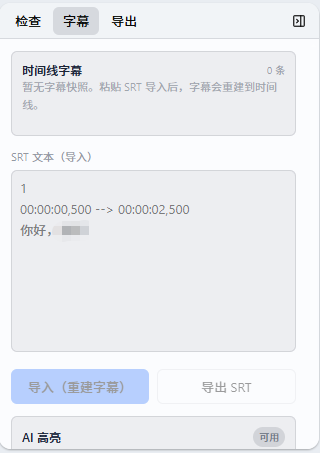 检查 字幕 导出
时间线字幕 0 条
暂无字幕快照。粘贴 SRT 导入后，字幕会重建到时间
线。
SRT 文本（导入）
1
00:00:00,500 --> 00:00:02,500
你好，
导入（重建字幕） 导出 SRT
AI 高亮 可用